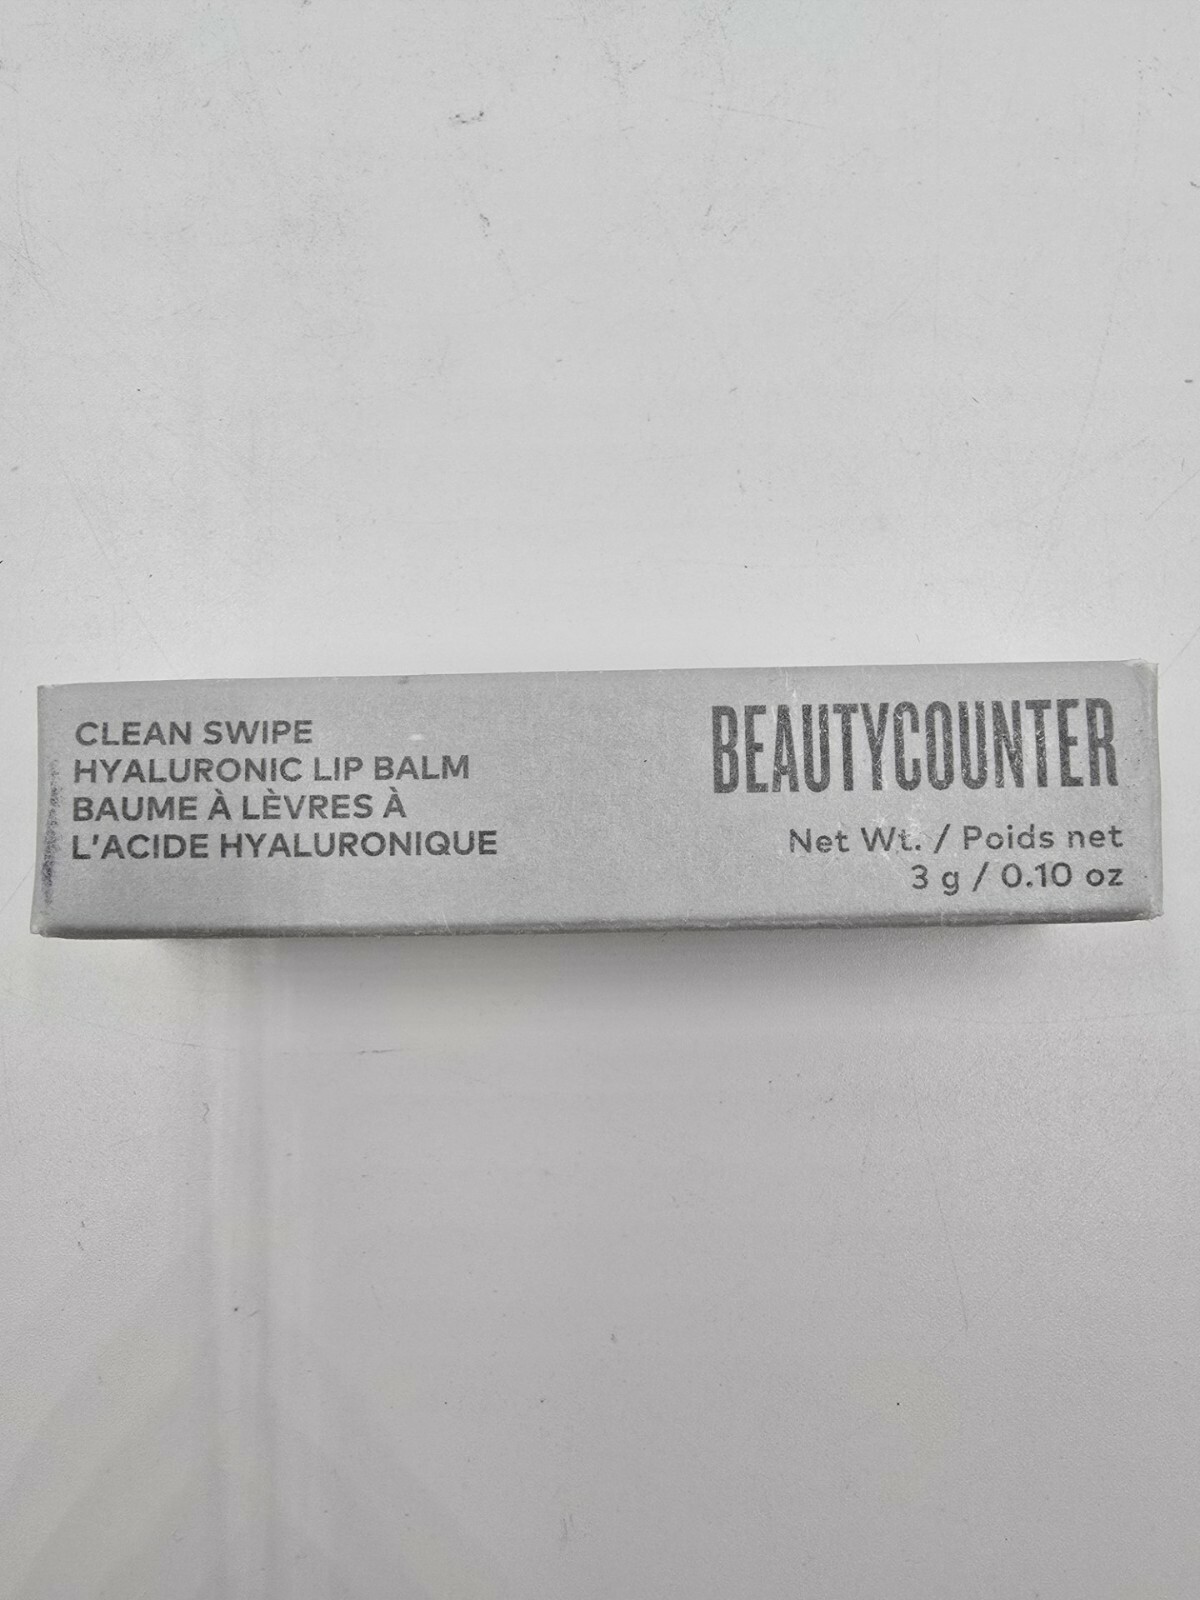 CLEAN SWIPE
HYALURONIC LIP BALM
BAUME À LÈVRES À
L'ACIDE HYALURONIQUE
BEAUTYCOUNTER
Net Wt. / Poids net
3 g / 0.10 oz